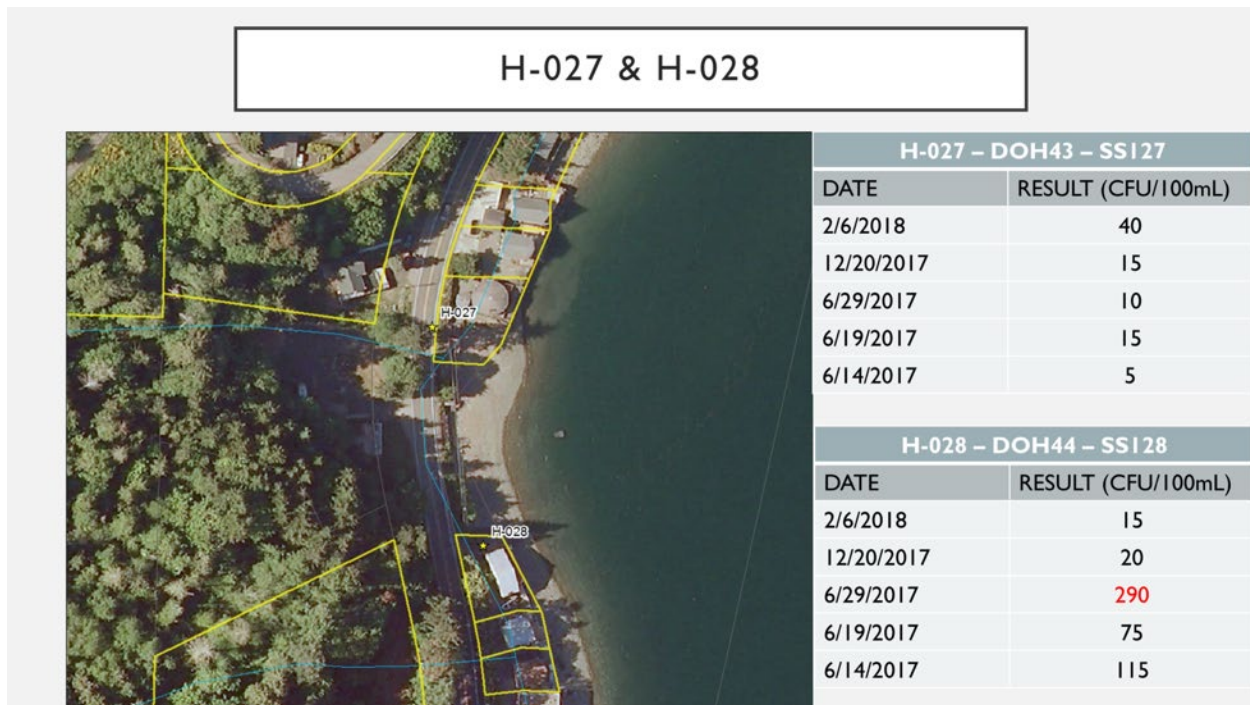 H-027 & H-028
H-027
H-028
H-027 – DOH43 – SS127
DATE RESULT (CFU/100mL)
2/6/2018 40
12/20/2017 15
6/29/2017 10
6/19/2017 15
6/14/2017 5
H-028 – DOH44 – SS128
DATE RESULT (CFU/100mL)
2/6/2018 15
12/20/2017 20
6/29/2017 290
6/19/2017 75
6/14/2017 115